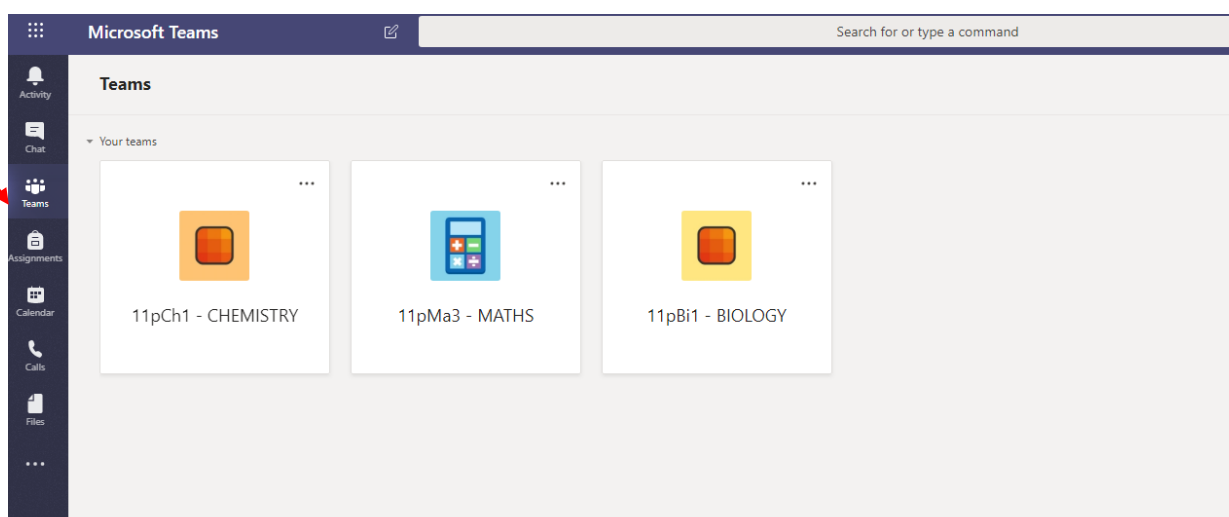 Microsoft Teams
Search for or type a command
Activity
Chat
Teams
Assignments
Calendar
Calls
Files
Teams
Your teams
11pCh1 - CHEMISTRY
11pMa3 - MATHS
11pBi1 - BIOLOGY